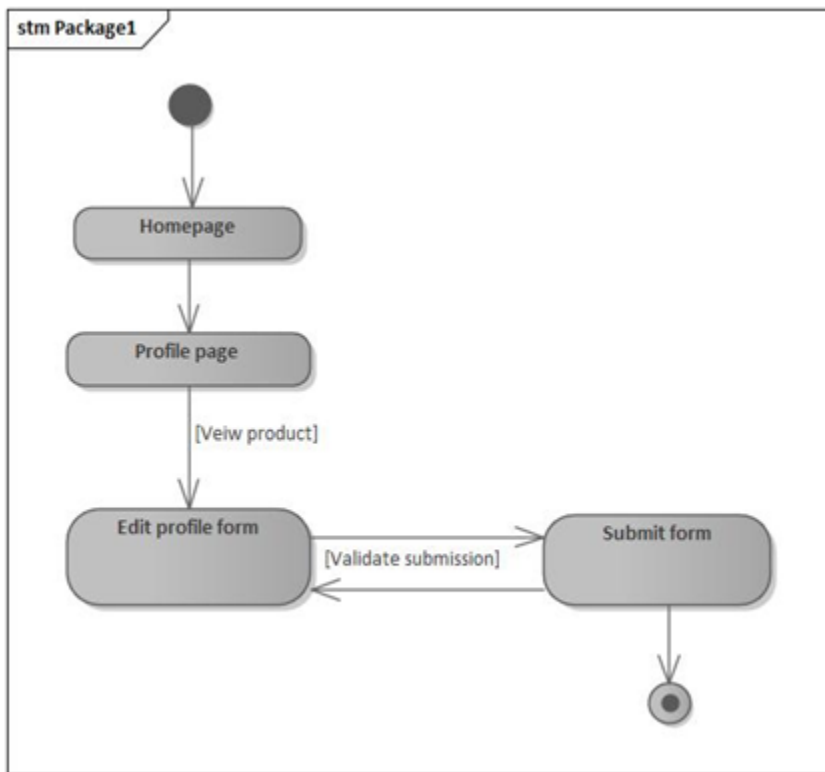 stm Package1
Homepage
Profile page
[Veiw product]
Edit profile form
Submit form
[Validate submission]